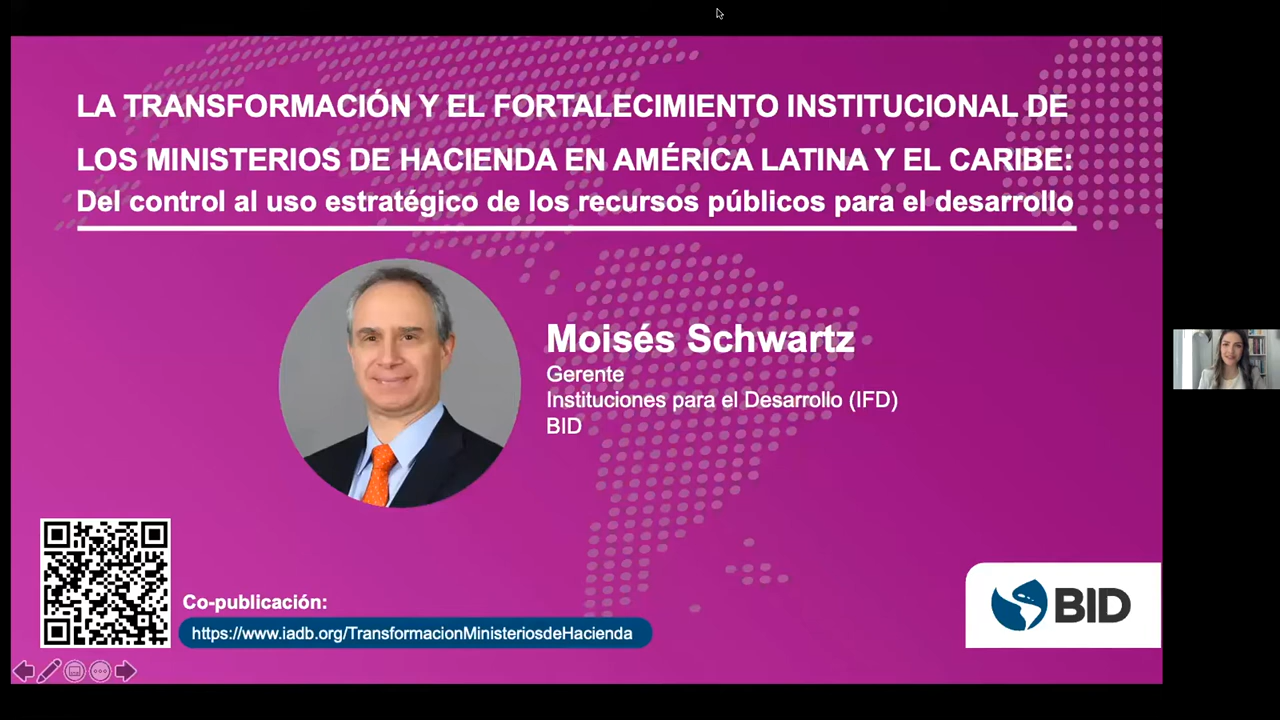 LA TRANSFORMACIÓN Y EL FORTALECIMIENTO INSTITUCIONAL DE
LOS MINISTERIOS DE HACIENDA EN AMÉRICA LATINA Y EL CARIBE:
Del control al uso estratégico de los recursos públicos para el desarrollo
Moisés Schwartz
Gerente
Instituciones para el Desarrollo (IFD)
BID
Co-publicación:
https://www.iadb.org/TransformacionMinisteriosdeHacienda
BID